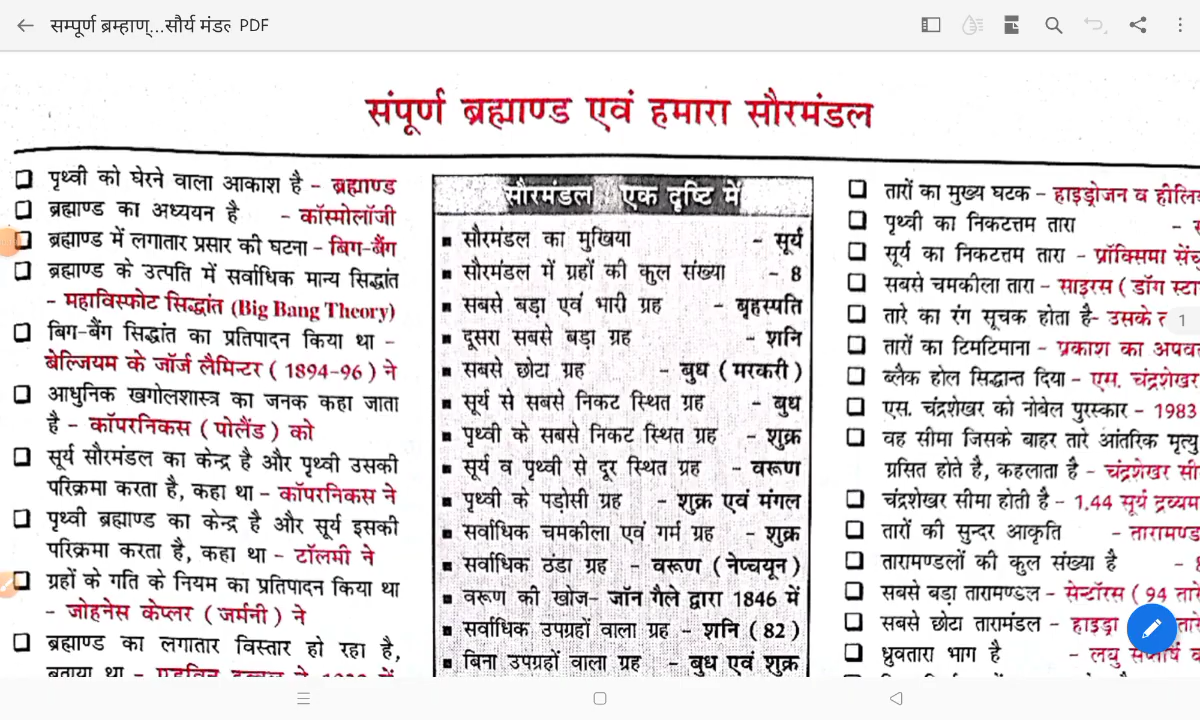 सम्पूर्ण ब्रम्हाण्...सौर्य मंडल PDF
संपूर्ण ब्रह्माण्ड एवं हमारा सौरमंडल
पृथ्वी को घेरने वाला आकाश है - ब्रह्माण्ड
ब्रह्माण्ड का अध्ययन है - कॉस्मोलॉजी
ब्रह्माण्ड में लगातार प्रसार की घटना - बिग-बैंग
ब्रह्माण्ड के उत्पति में सर्वाधिक मान्य सिद्धांत
- महाविस्फोट सिद्धांत (Big Bang Theory)
बिग-बैंग सिद्धांत का प्रतिपादन किया था -
बेल्जियम के जॉर्ज लैमिन्टर ( 1894-96 ) ने
आधुनिक खगोलशास्त्र का जनक कहा जाता
है - कॉपरनिकस ( पोलैंड ) को
सूर्य सौरमंडल का केन्द्र है और पृथ्वी उसकी
परिक्रमा करता है, कहा था - कॉपरनिकस ने
पृथ्वी ब्रह्माण्ड का केन्द्र है और सूर्य इसकी
परिक्रमा करता है, कहा था - टॉलमी ने
ग्रहों के गति के नियम का प्रतिपादन किया था
- जोहनेस केप्लर ( जर्मनी ) ने
ब्रह्माण्ड का लगातार विस्तार हो रहा है,
बताया था -
सौरमंडल एक दृष्टि में
सौरमंडल का मुखिया - सूर्य
सौरमंडल में ग्रहों की कुल संख्या - 8
सबसे बड़ा एवं भारी ग्रह - बृहस्पति
दूसरा सबसे बड़ा ग्रह - शनि
सबसे छोटा ग्रह - बुध ( मरकरी )
सूर्य से सबसे निकट स्थित ग्रह - बुध
पृथ्वी के सबसे निकट स्थित ग्रह - शुक्र
सूर्य व पृथ्वी से दूर स्थित ग्रह - वरूण
पृथ्वी के पड़ोसी ग्रह - शुक्र एवं मंगल
सर्वाधिक चमकीला एवं गर्म ग्रह - शुक्र
सर्वाधिक ठंडा ग्रह - वरूण ( नेप्चयून )
वरूण की खोज- जॉन गैले द्वारा 1846 में
सर्वाधिक उपग्रहों वाला ग्रह - शनि ( 82 )
बिना उपग्रहों वाला ग्रह - बुध एवं शुक्र
तारों का मुख्य घटक - हाइड्रोजन व
पृथ्वी का निकटत्तम तारा -
सूर्य का निकटत्तम तारा - प्रॉक्सिमा
सबसे चमकीला तारा - साइरस ( डॉग
तारे का रंग सूचक होता है- उसके
1
तारों का टिमटिमाना - प्रकाश का
ब्लैक होल सिद्धान्त दिया - एस. चंद्रशेखर
एस. चंद्रशेखर को नोबेल पुरस्कार - 1983
वह सीमा जिसके बाहर तारे आंतरिक मृत्यु
ग्रसित होते है, कहलाता है - चंद्रशेखर
चंद्रशेखर सीमा होती है - 1.44 सूर्य
तारों की सुन्दर आकृति -
तारामण्डलों की कुल संख्या है -
सबसे बड़ा तारामण्डल - सेन्टॉरस ( 94
सबसे छोटा तारामंडल - हाइड्रा
ध्रुवतारा भाग है - लघु